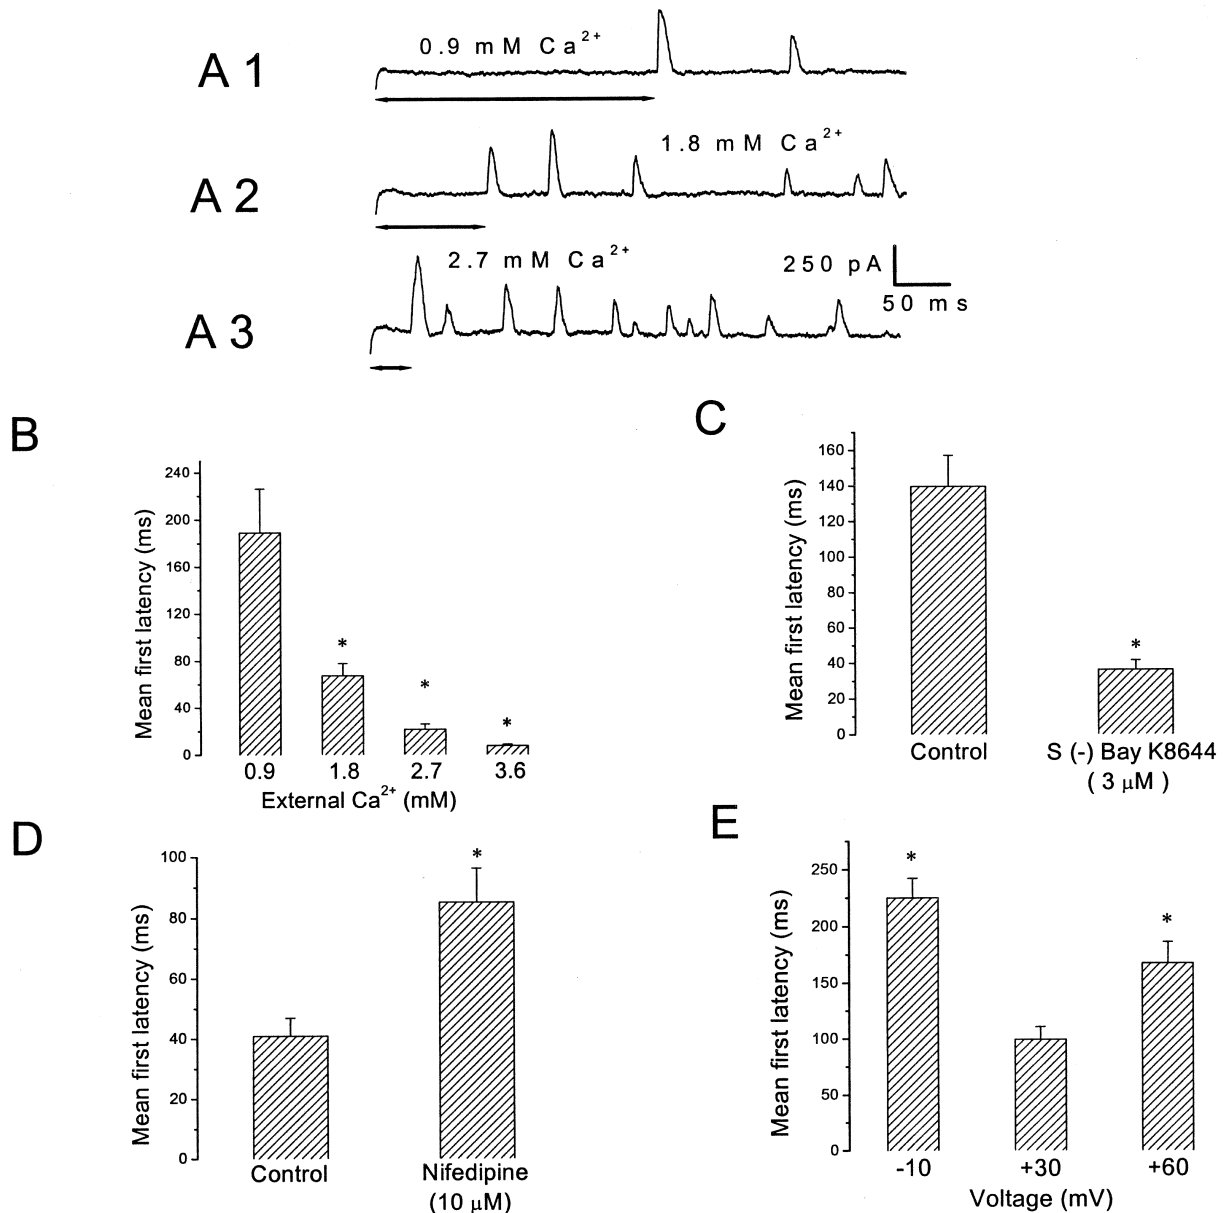 A 1
0.9 mM Ca²⁺
A 2
1.8 mM Ca²⁺
A 3
2.7 mM Ca²⁺
250 pA
50 ms
B
Mean first latency (ms)
240
200
160
120
80
40
0
*
*
*
0.9 1.8 2.7 3.6
External Ca²⁺ (mM)
C
Mean first latency (ms)
160
140
120
100
80
60
40
20
0
*
Control S (-) Bay K8644
( 3 µM )
D
Mean first latency (ms)
100
80
60
40
20
0
*
Control Nifedipine
(10 µM)
E
Mean first latency (ms)
250
200
150
100
50
0
*
*
-10 +30 +60
Voltage (mV)